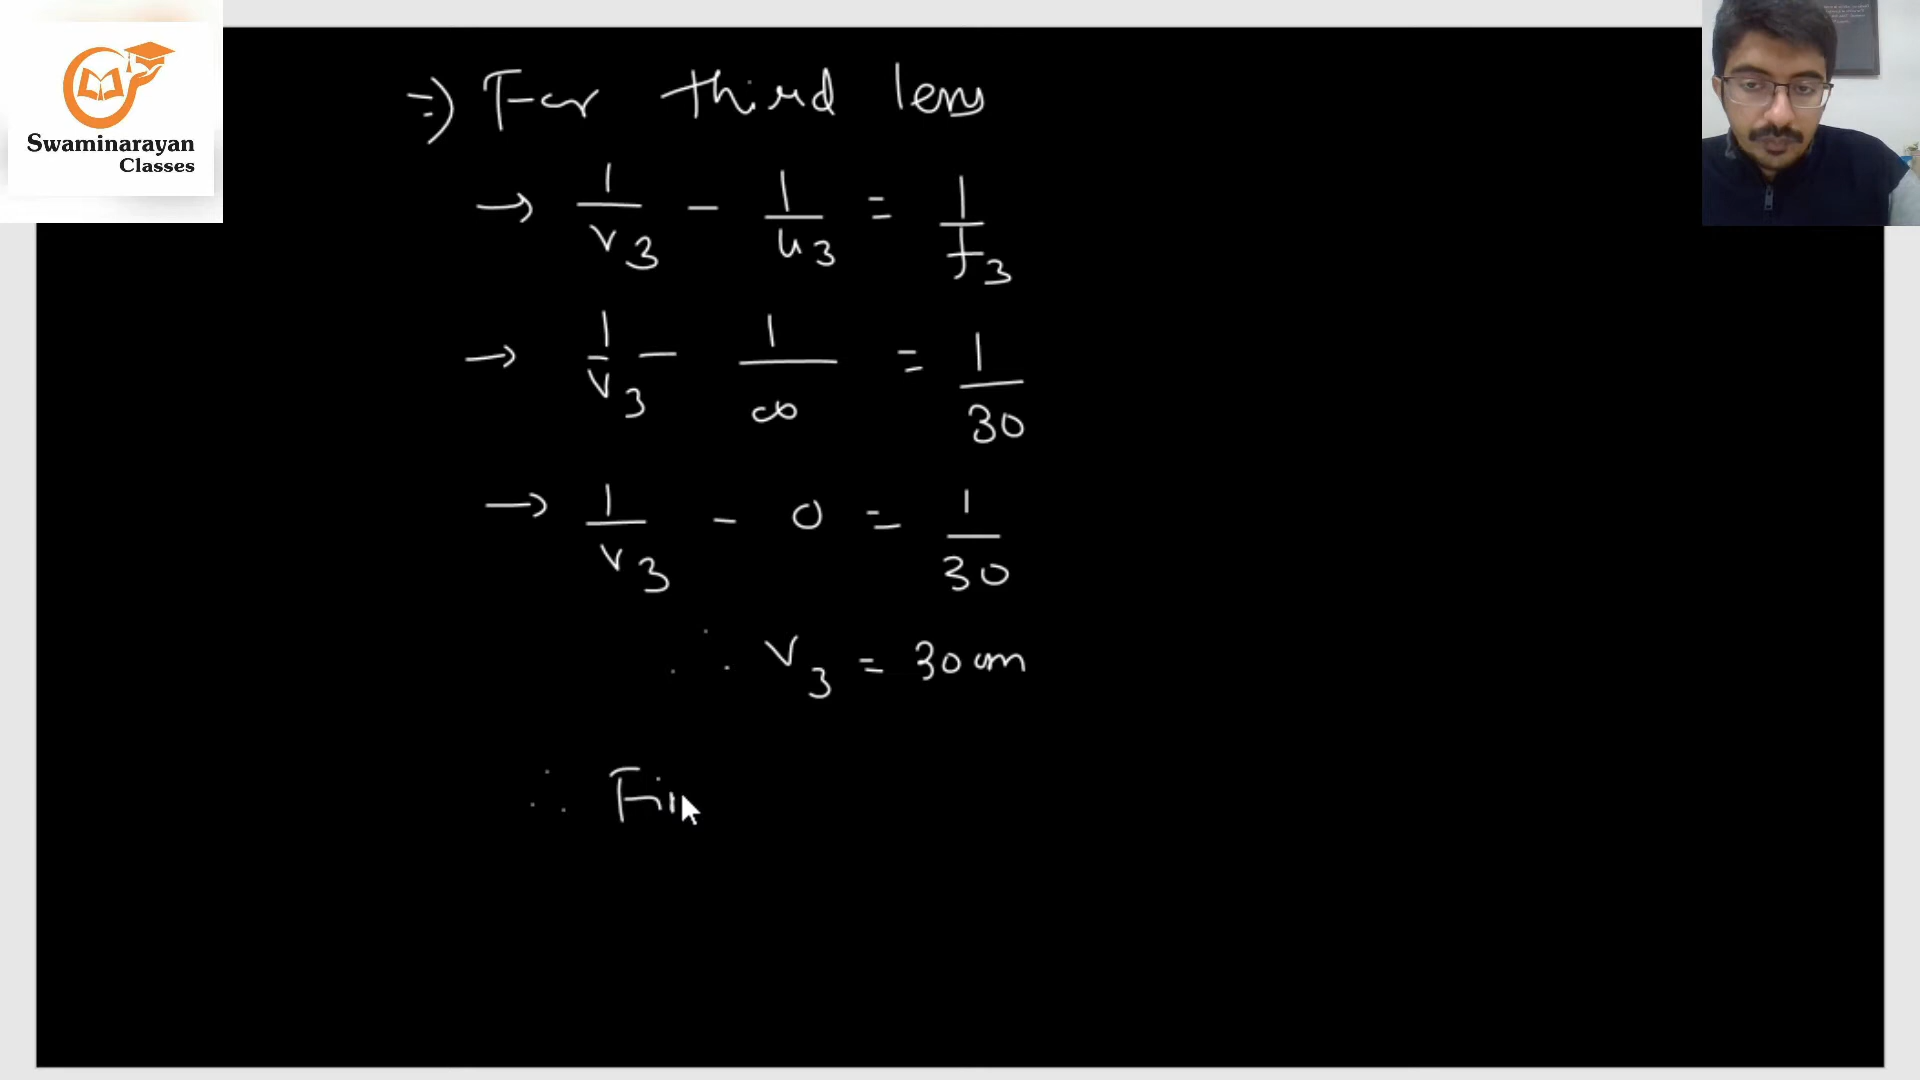 Swaminarayan
Classes
=) For third lens
→ 1/v₃ - 1/u₃ = 1/f₃
→ 1/v₃ - 1/∞ = 1/30
→ 1/v₃ - 0 = 1/30
∴ v₃ = 30 cm
∴ Fin